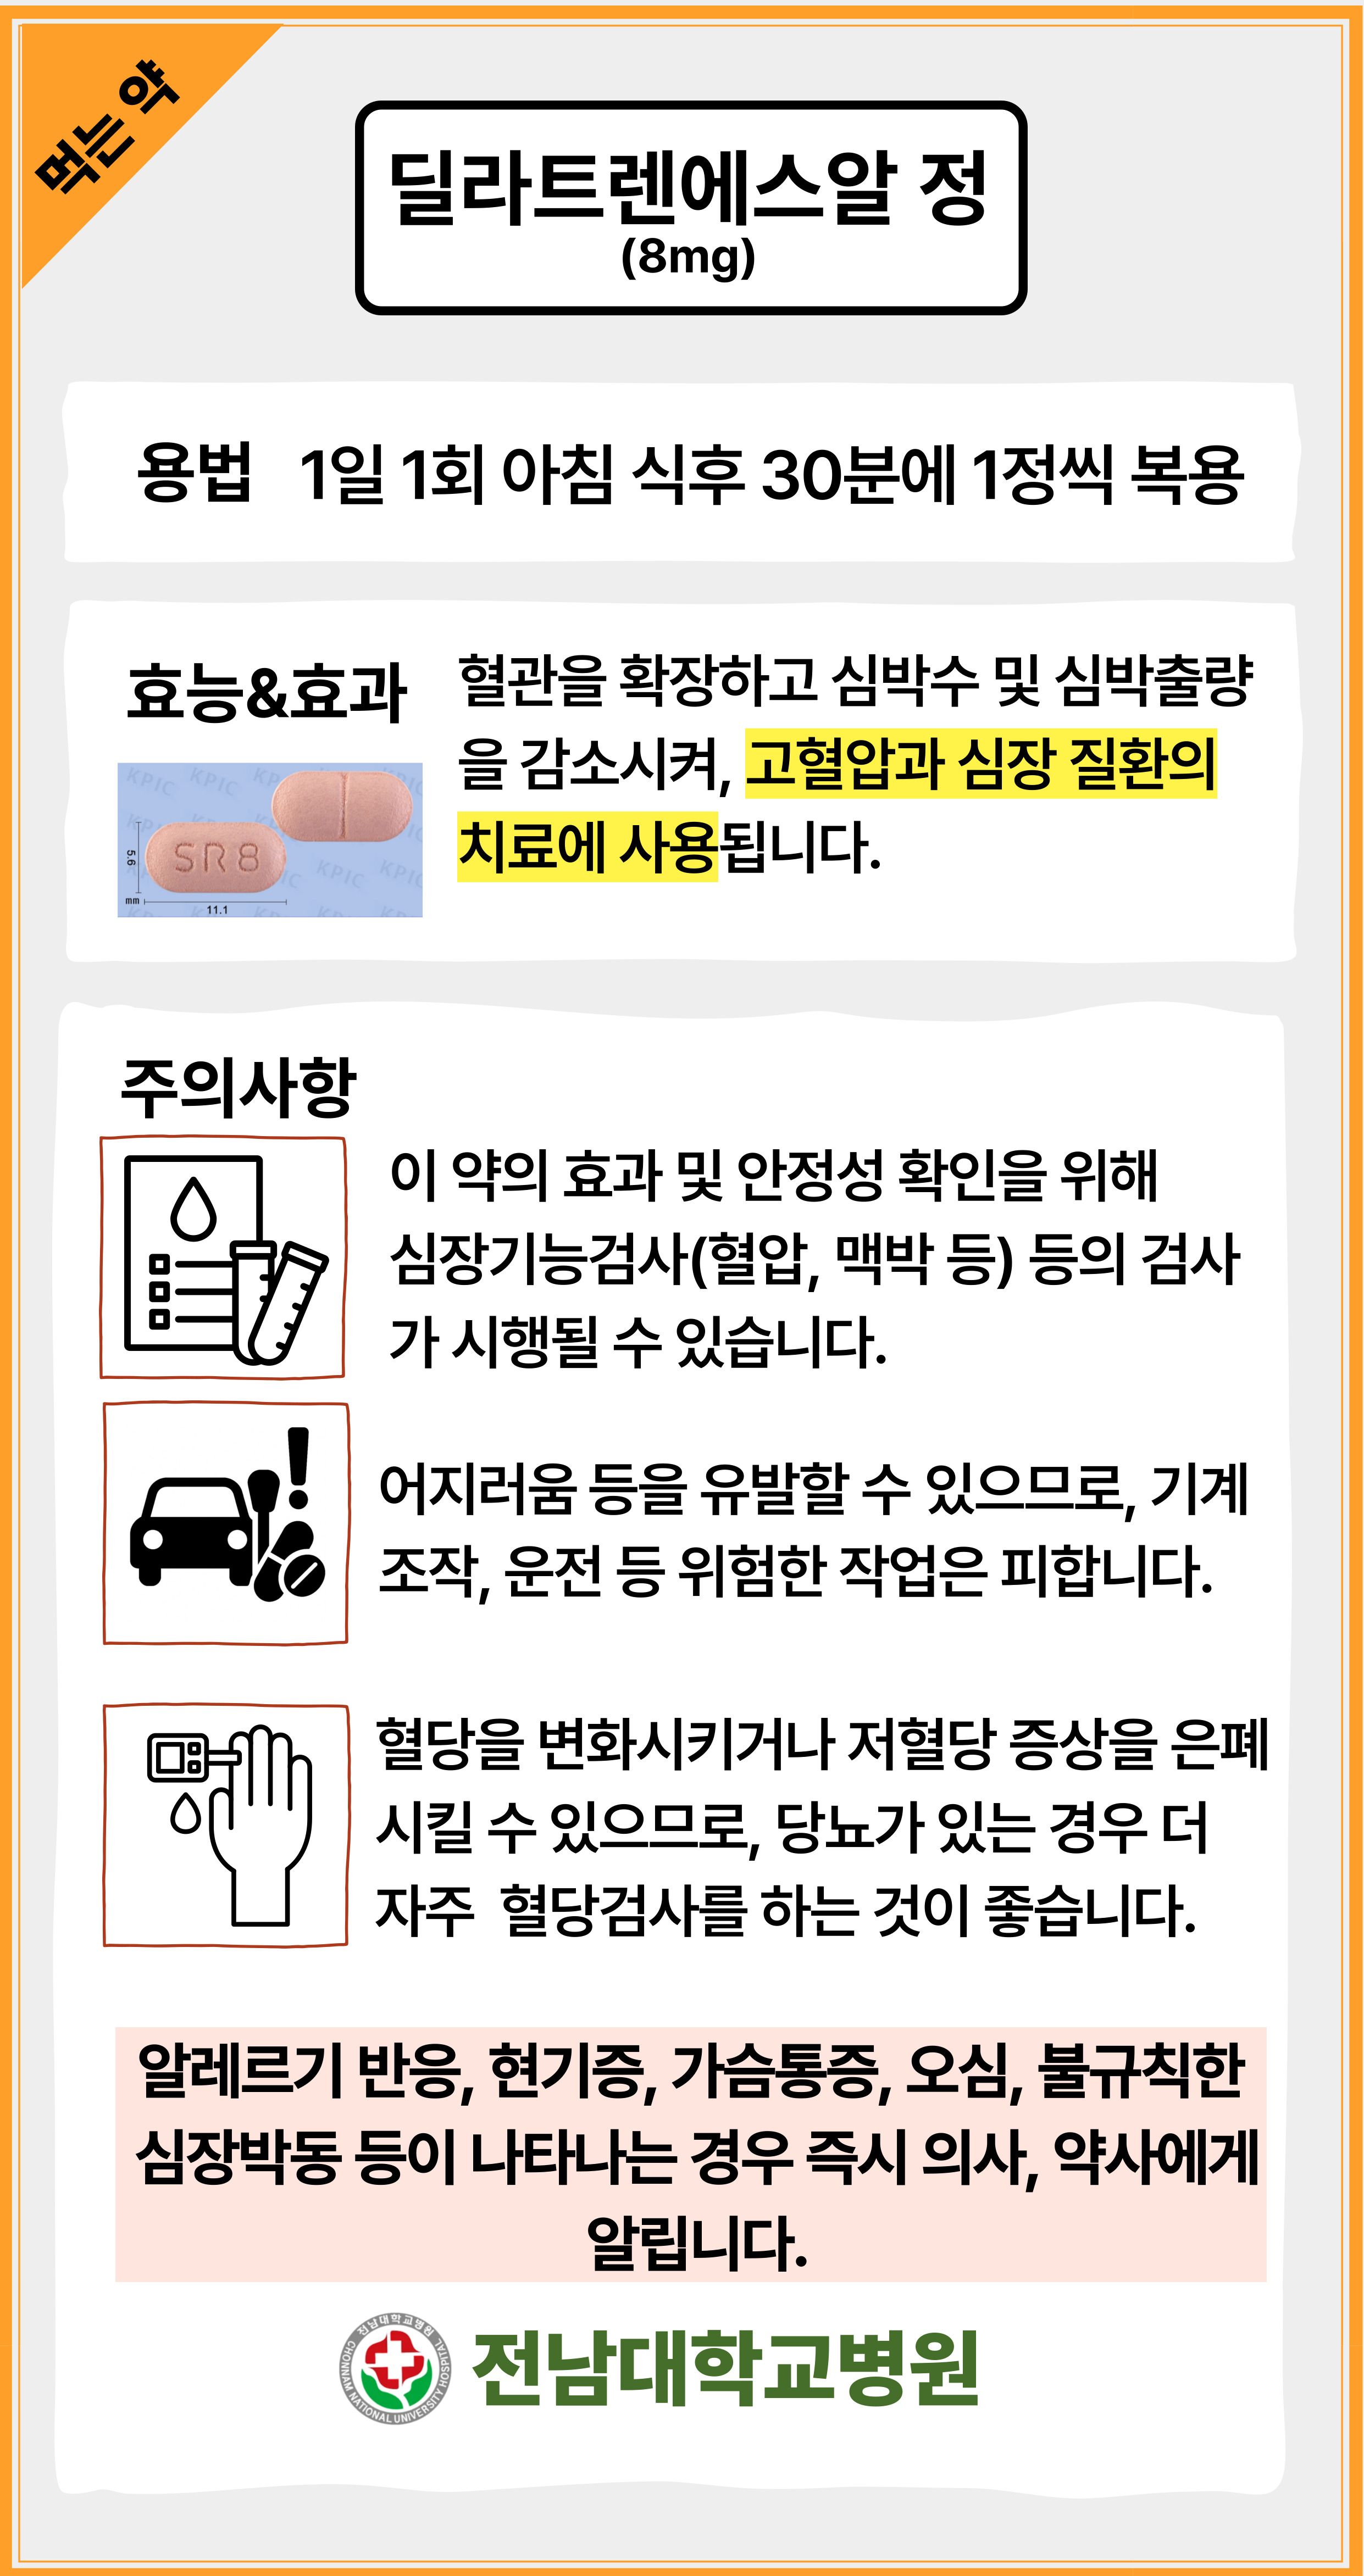 먹는 약
딜라트렌에스알 정
(8mg)
용법 1일 1회 아침 식후 30분에 1정씩 복용
효능&효과
혈관을 확장하고 심박수 및 심박출량
을 감소시켜, 고혈압과 심장 질환의
치료에 사용됩니다.
KPIC KPIC KPIC
SR8
5.6
mm
11.1
주의사항
이 약의 효과 및 안정성 확인을 위해
심장기능검사(혈압, 맥박 등) 등의 검사
가 시행될 수 있습니다.
어지러움 등을 유발할 수 있으므로, 기계
조작, 운전 등 위험한 작업은 피합니다.
혈당을 변화시키거나 저혈당 증상을 은폐
시킬 수 있으므로, 당뇨가 있는 경우 더
자주 혈당검사를 하는 것이 좋습니다.
알레르기 반응, 현기증, 가슴통증, 오심, 불규칙한
심장박동 등이 나타나는 경우 즉시 의사, 약사에게
알립니다.
전남대학교병원
CHONNAM NATIONAL UNIVERSITY HOSPITAL
전남대학교병원